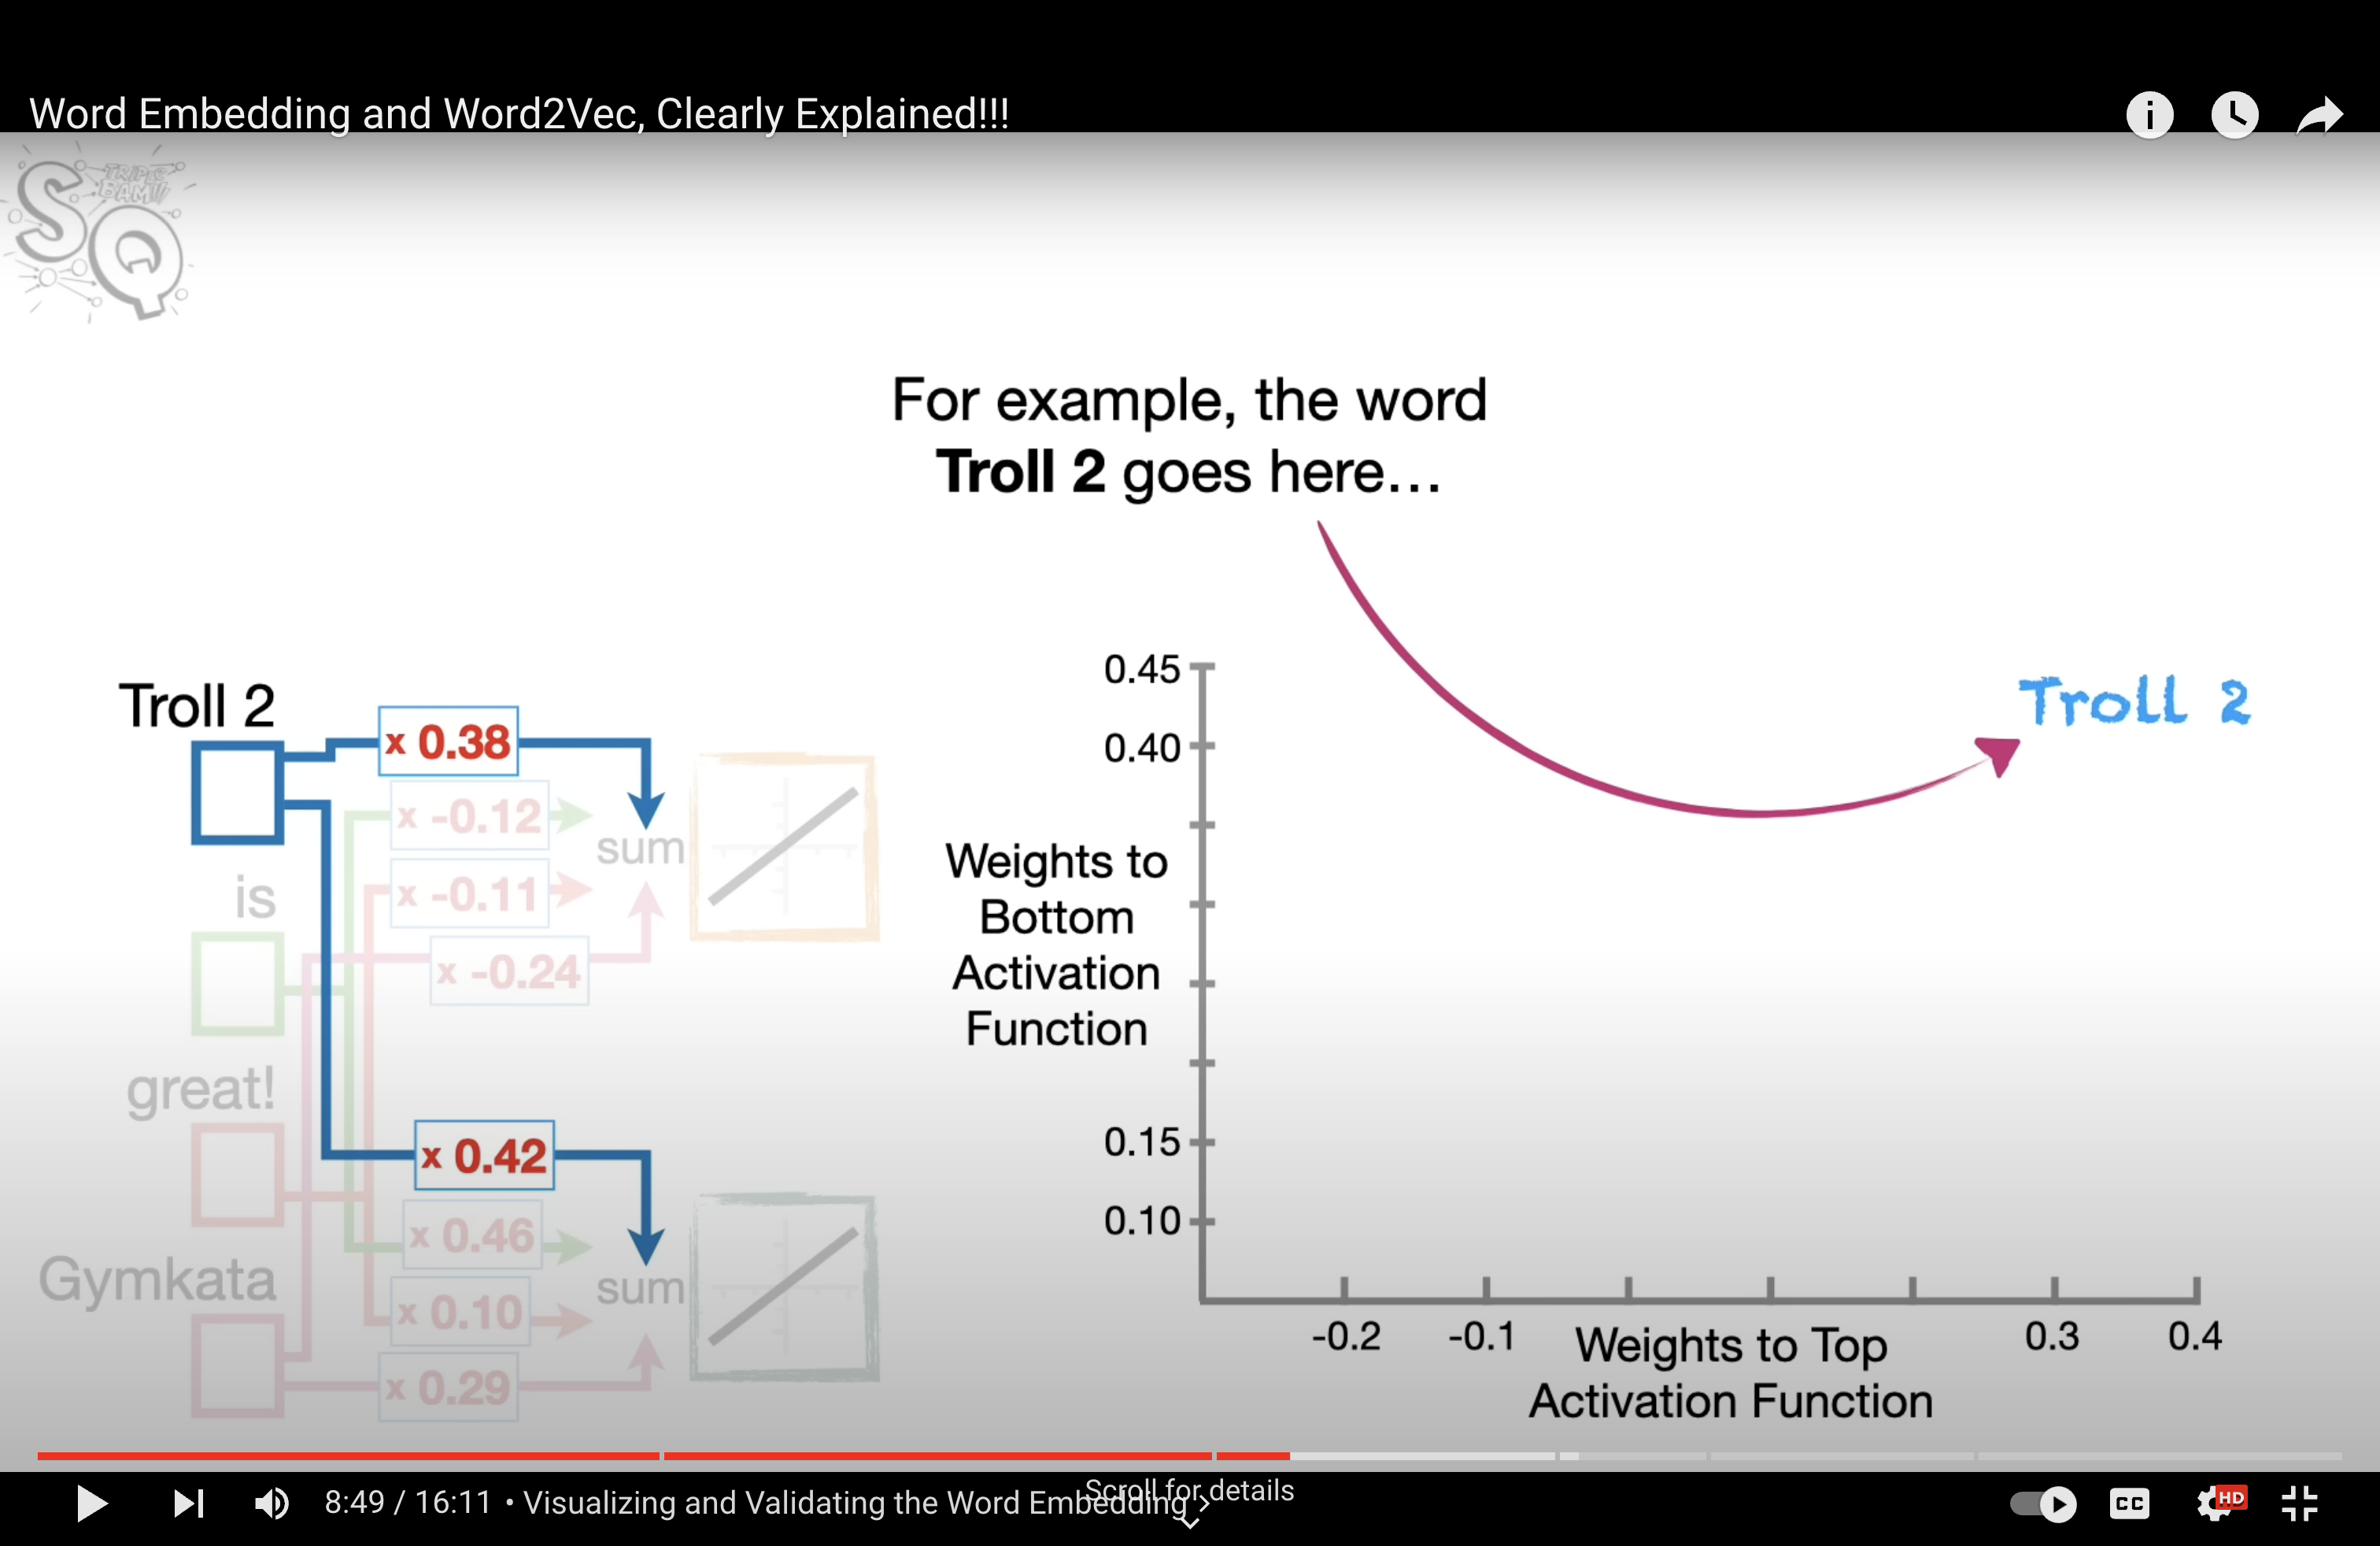 Word Embedding and Word2Vec, Clearly Explained!!!
TRIPLE
BAM!!!
SQ
For example, the word
Troll 2 goes here…
Troll 2
Troll 2
x 0.38
x -0.12
x -0.11
x -0.24
sum
is
great!
x 0.42
x 0.46
x 0.10
x 0.29
sum
Gymkata
0.45
0.40
Weights to
Bottom
Activation
Function
0.15
0.10
-0.2
-0.1
Weights to Top
Activation Function
0.3
0.4
8:49 / 16:11 • Visualizing and Validating the Word Embedding
Scroll for details
CC
HD